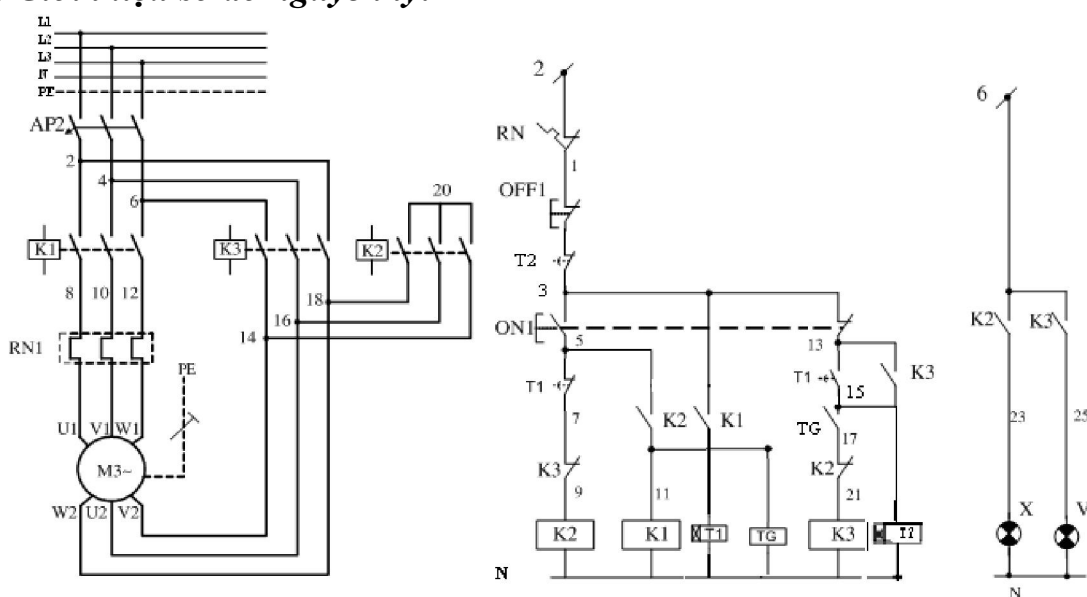 L1
L2
L3
N
PE
AP2
2
4
6
K1
K3
K2
20
8
10
12
18
16
14
RN1
PE
U1
V1
W1
M3~
W2
U2
V2
2
RN
1
OFF1
T2
3
ON1
5
13
T1
T1
15
K3
7
K2
K1
TG
17
K3
K2
9
11
21
K2
K1
T1
TG
K3
N
6
K2
K3
23
25
X
V
N